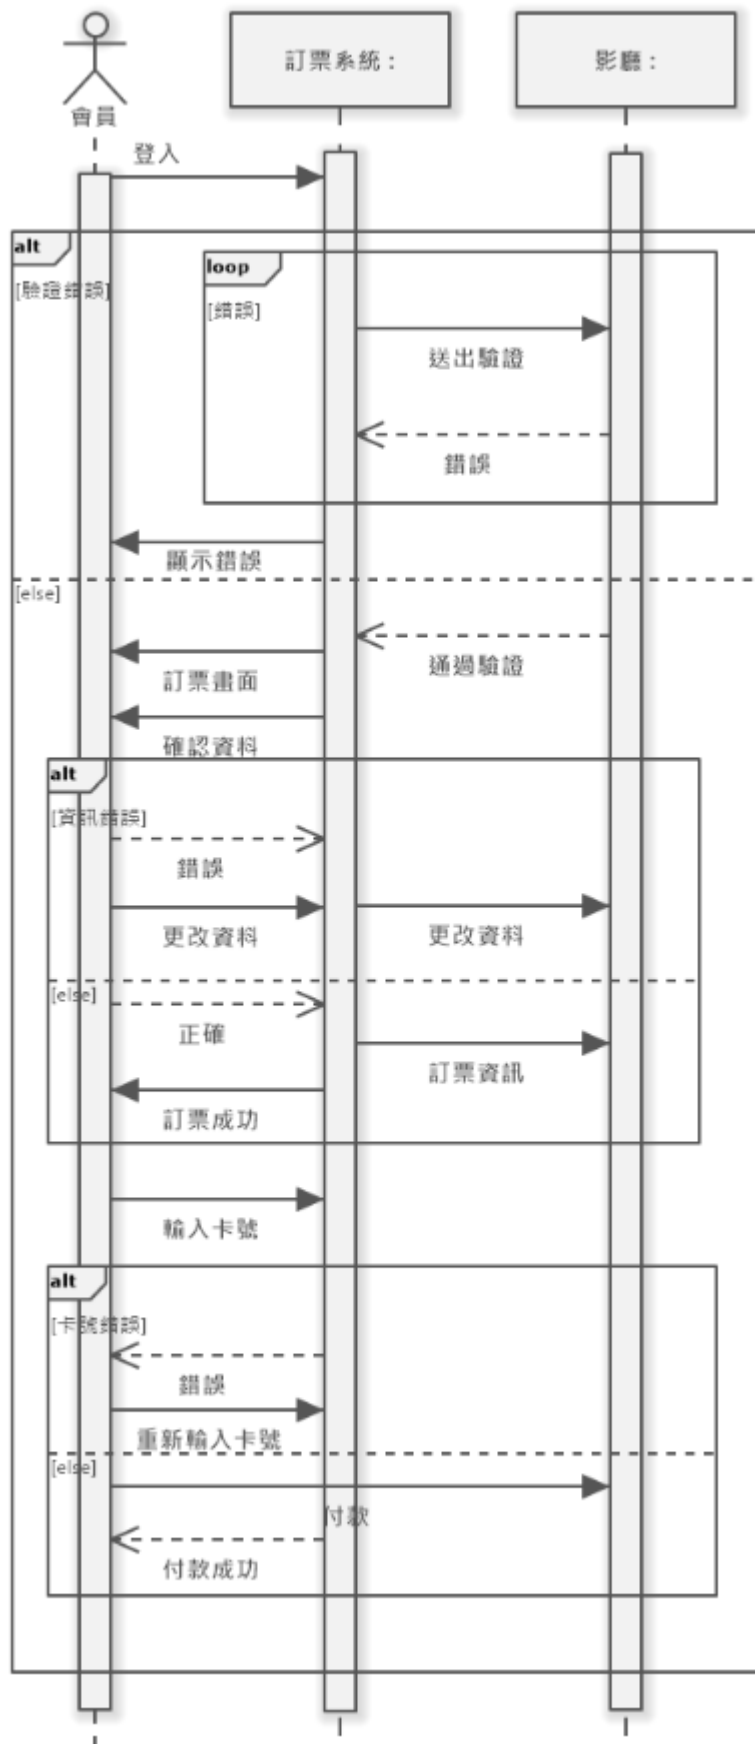 訂票系統：
影廳：
會員
登入
alt
[驗證錯誤]
loop
[錯誤]
送出驗證
錯誤
顯示錯誤
[else]
通過驗證
訂票畫面
確認資料
alt
[資訊錯誤]
錯誤
更改資料
更改資料
[else]
正確
訂票資訊
訂票成功
輸入卡號
alt
[卡號錯誤]
錯誤
重新輸入卡號
[else]
付款
付款成功